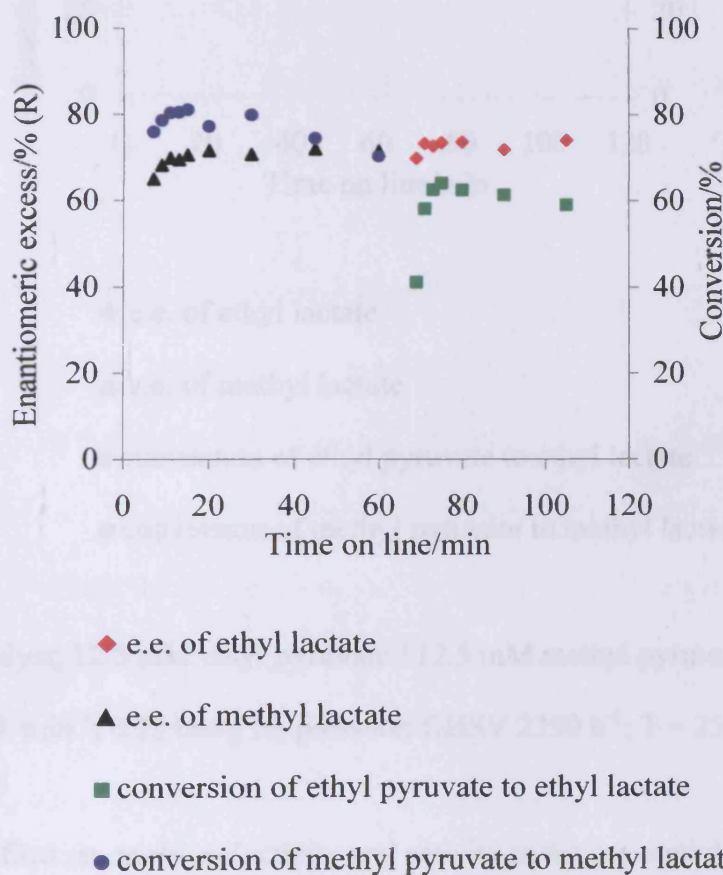 100
80
60
40
20
0
Enantiomeric excess/% (R)
100
80
60
40
20
0
Conversion/%
0 20 40 60 80 100 120
Time on line/min
e.e. of ethyl lactate
e.e. of methyl lactate
conversion of ethyl pyruvate to ethyl lactate
conversion of methyl pyruvate to methyl lactat